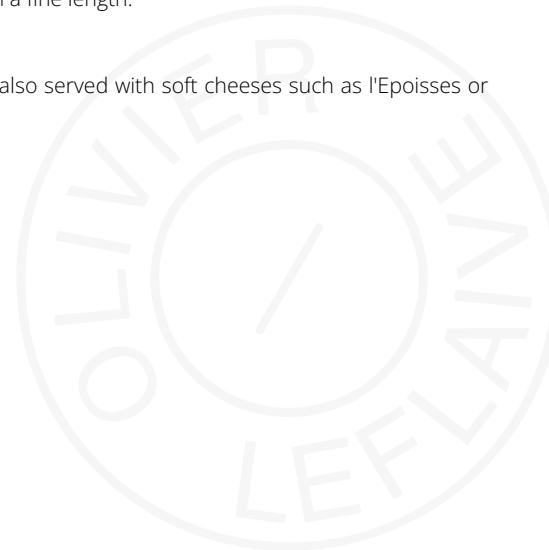 a fine length.
also served with soft cheeses such as l'Epoisses or
OLIVIER LEFLAIVE